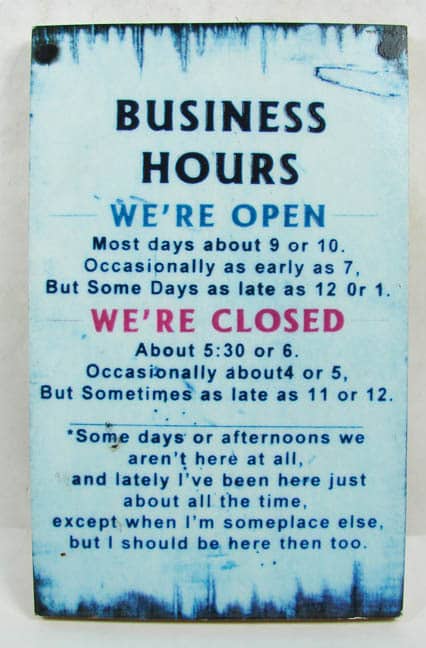 BUSINESS
HOURS
WE'RE OPEN
Most days about 9 or 10.
Occasionally as early as 7,
But Some Days as late as 12 0r 1.
WE'RE CLOSED
About 5:30 or 6.
Occasionally about4 or 5,
But Sometimes as late as 11 or 12.
*Some days or afternoons we
aren't here at all,
and lately I've been here just
about all the time,
except when I'm someplace else,
but I should be here then too.